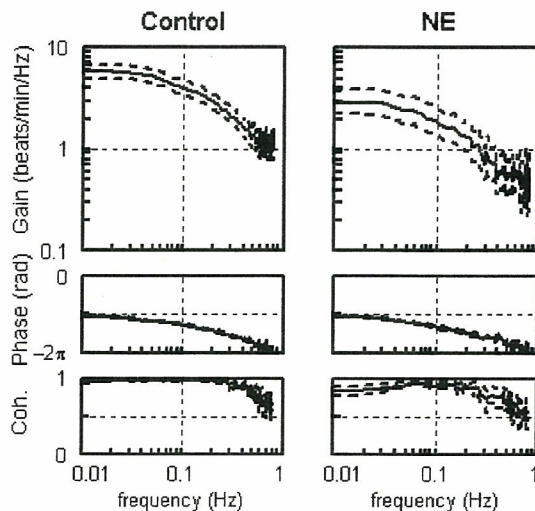 Control NE
10
1
0.1
Gain (beats/min/Hz)
0
−2π
Phase (rad)
1
0
Coh.
0.01 0.1 1 0.01 0.1 1
frequency (Hz) frequency (Hz)